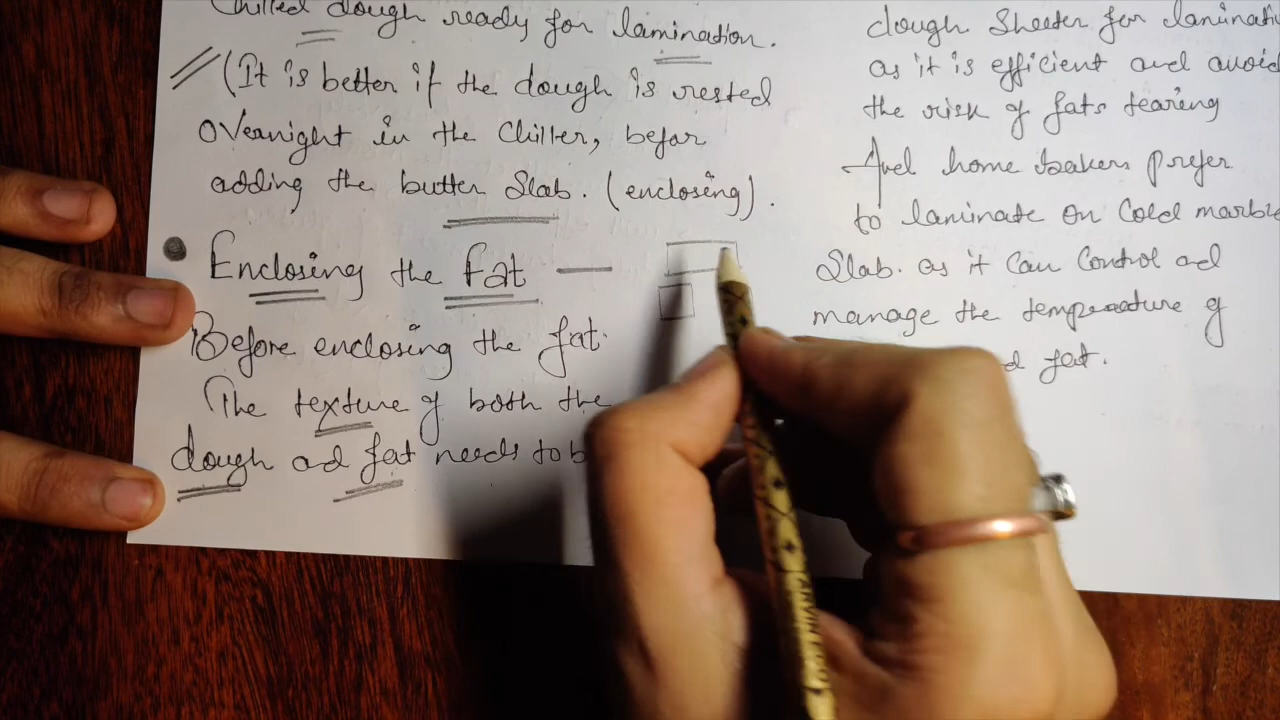 Chilled dough ready for lamination.
(It is better if the dough is rested
Overnight in the Chiller, befor
adding the butter Slab. (enclosing).
Enclosing the Fat —
Before enclosing the fat.
The texture of both the
dough ad fat needs to b
dough Sheeter for laminati
as it is efficient and avoid
the risk of fats tearing
And home bakers prefer
to laminate on Cold marbl
Slab. as it can Control ad
manage the temperature of
d fat.